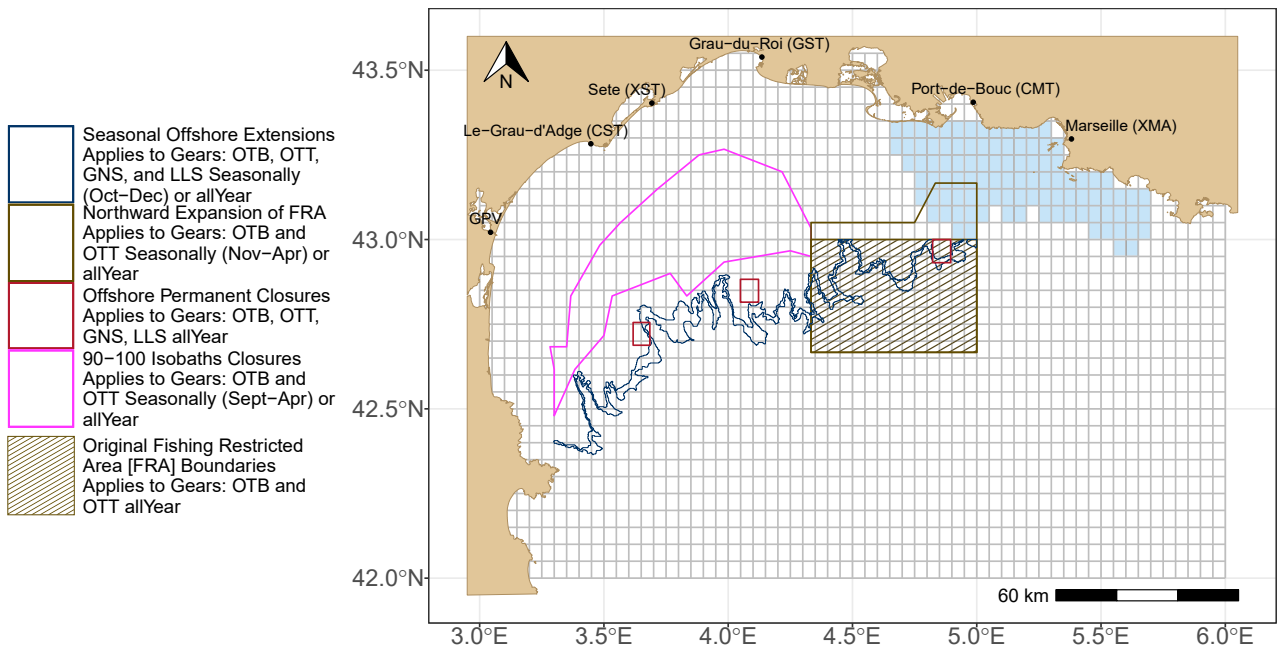 Seasonal Offshore Extensions
Applies to Gears: OTB, OTT,
GNS, and LLS Seasonally
(Oct−Dec) or allYear
Northward Expansion of FRA
Applies to Gears: OTB and
OTT Seasonally (Nov−Apr) or
allYear
Offshore Permanent Closures
Applies to Gears: OTB, OTT,
GNS, LLS allYear
90−100 Isobaths Closures
Applies to Gears: OTB and
OTT Seasonally (Sept−Apr) or
allYear
Original Fishing Restricted
Area [FRA] Boundaries
Applies to Gears: OTB and
OTT allYear
43.5°N
43.0°N
42.5°N
42.0°N
N
Grau−du−Roi (GST)
Sete (XST)
Port−de−Bouc (CMT)
Le−Grau−d'Adge (CST)
Marseille (XMA)
GPV
60 km
3.0°E
3.5°E
4.0°E
4.5°E
5.0°E
5.5°E
6.0°E